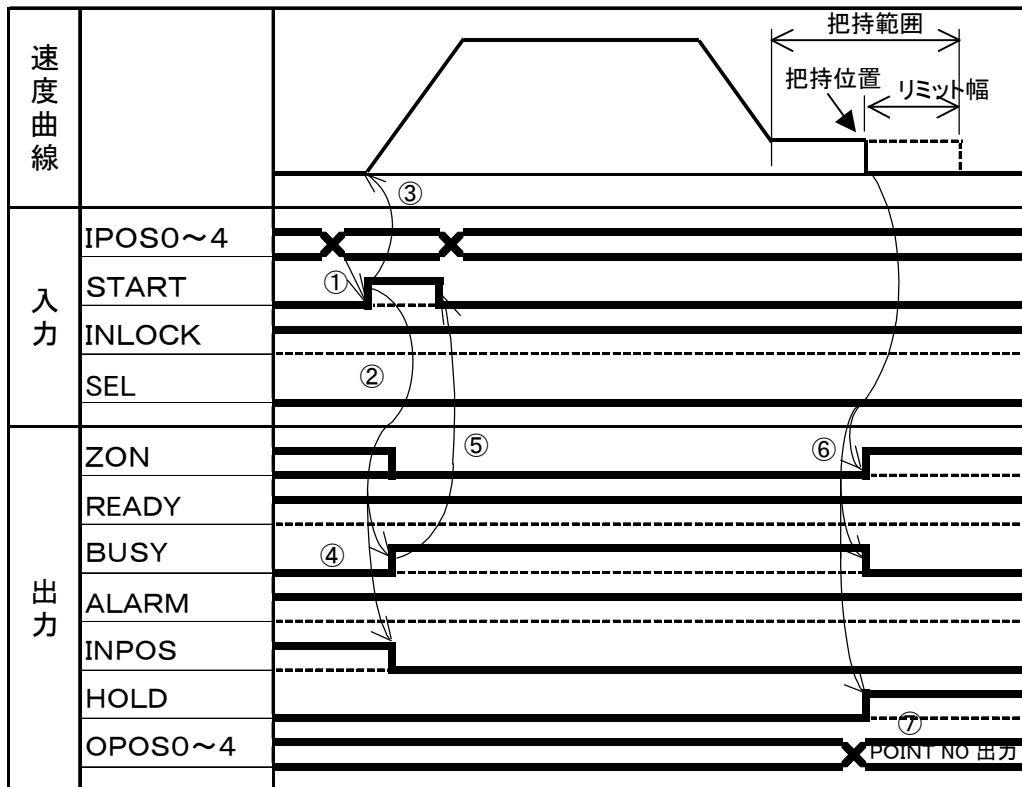 速度曲線
把持範囲
把持位置
リミット幅
③
入力
IPOS0～4
START
①
INLOCK
②
SEL
出力
ZON
⑤
⑥
READY
BUSY
④
ALARM
INPOS
HOLD
⑦
OPOS0～4
POINT NO 出力